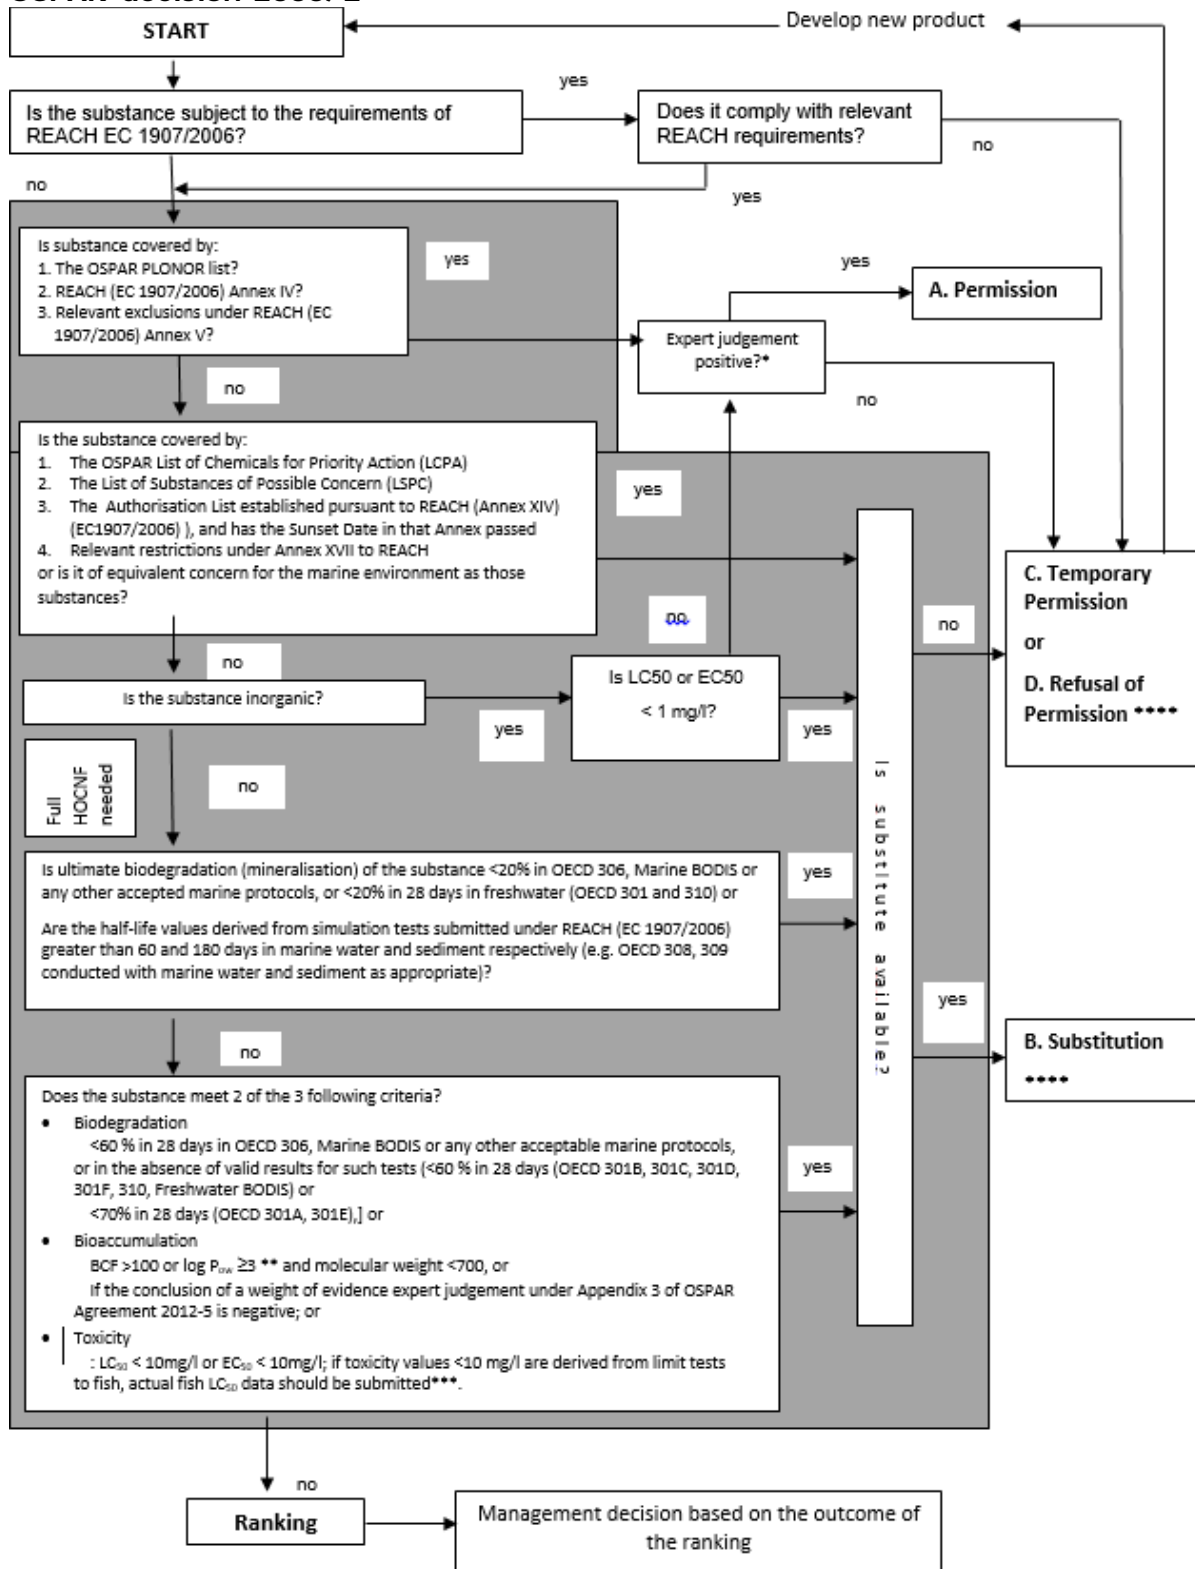 START
Develop new product
yes
Is the substance subject to the requirements of
REACH EC 1907/2006?
Does it comply with relevant
REACH requirements?
no
no
yes
Is substance covered by:
1. The OSPAR PLONOR list?
2. REACH (EC 1907/2006) Annex IV?
3. Relevant exclusions under REACH (EC
1907/2006) Annex V?
yes
yes
A. Permission
Expert judgement
positive?*
no
no
Is the substance covered by:
1. The OSPAR List of Chemicals for Priority Action (LCPA)
2. The List of Substances of Possible Concern (LSPC)
3. The Authorisation List established pursuant to REACH (Annex XIV)
(EC1907/2006) ), and has the Sunset Date in that Annex passed
4. Relevant restrictions under Annex XVII to REACH
or is it of equivalent concern for the marine environment as those
substances?
yes
no
C. Temporary
Permission
or
D. Refusal of
Permission ****
no
no
Is the substance inorganic?
yes
Is LC50 or EC50
< 1 mg/l?
yes
Is substitute available?
Full
HOCNF
needed
no
Is ultimate biodegradation (mineralisation) of the substance <20% in OECD 306, Marine BODIS or
any other accepted marine protocols, or <20% in 28 days in freshwater (OECD 301 and 310) or
Are the half-life values derived from simulation tests submitted under REACH (EC 1907/2006)
greater than 60 and 180 days in marine water and sediment respectively (e.g. OECD 308, 309
conducted with marine water and sediment as appropriate)?
yes
yes
B. Substitution
****
no
Does the substance meet 2 of the 3 following criteria?
• Biodegradation
<60 % in 28 days in OECD 306, Marine BODIS or any other acceptable marine protocols,
or in the absence of valid results for such tests (<60 % in 28 days (OECD 301B, 301C, 301D,
301F, 310, Freshwater BODIS) or
<70% in 28 days (OECD 301A, 301E),] or
• Bioaccumulation
BCF >100 or log Pow ≥3 ** and molecular weight <700, or
If the conclusion of a weight of evidence expert judgement under Appendix 3 of OSPAR
Agreement 2012-5 is negative; or
• Toxicity
: LC50 < 10mg/l or EC50 < 10mg/l; if toxicity values <10 mg/l are derived from limit tests
to fish, actual fish LC50 data should be submitted***.
yes
no
Ranking
Management decision based on the outcome of
the ranking